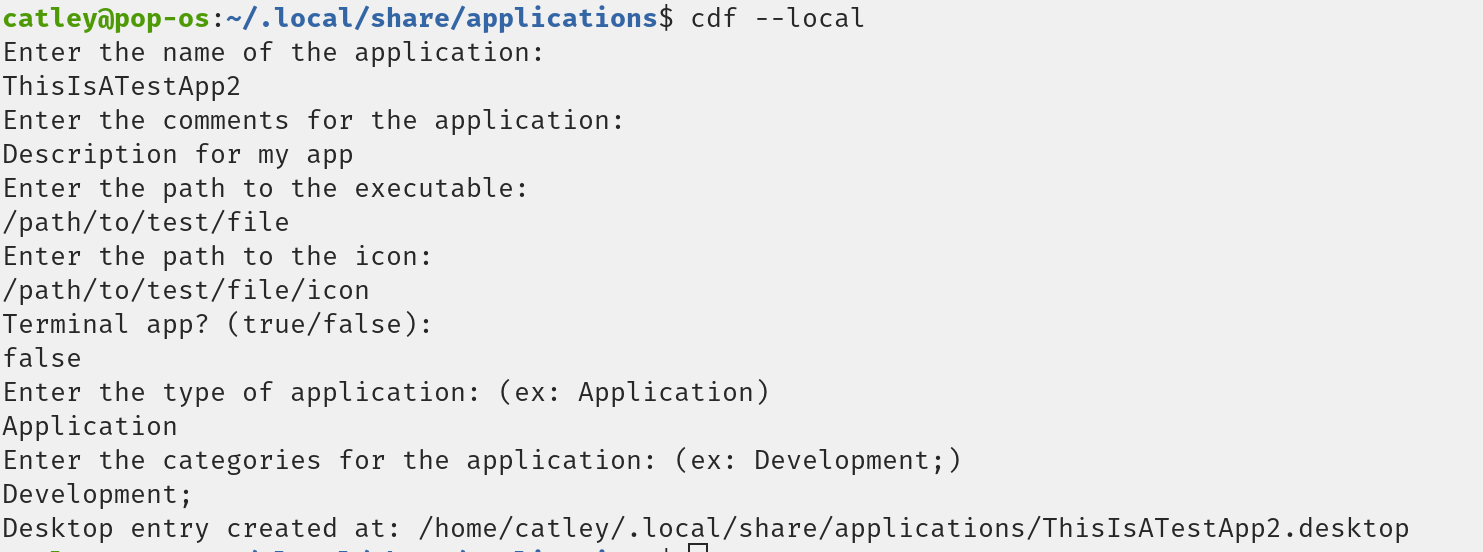 catley@pop-os:~/.local/share/applications$ cdf --local
Enter the name of the application:
ThisIsATestApp2
Enter the comments for the application:
Description for my app
Enter the path to the executable:
/path/to/test/file
Enter the path to the icon:
/path/to/test/file/icon
Terminal app? (true/false):
false
Enter the type of application: (ex: Application)
Application
Enter the categories for the application: (ex: Development;)
Development;
Desktop entry created at: /home/catley/.local/share/applications/ThisIsATestApp2.desktop